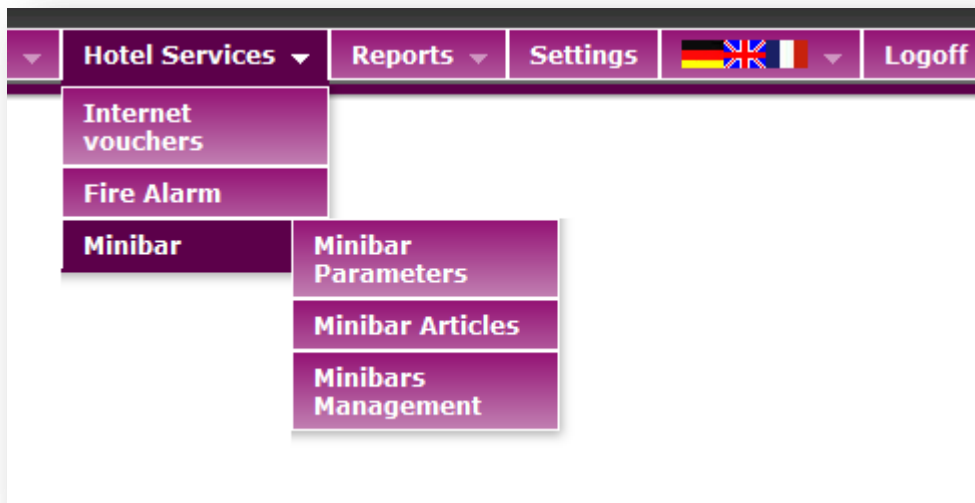 Hotel Services
Reports
Settings
Logoff
Internet
vouchers
Fire Alarm
Minibar
Minibar
Parameters
Minibar Articles
Minibars
Management